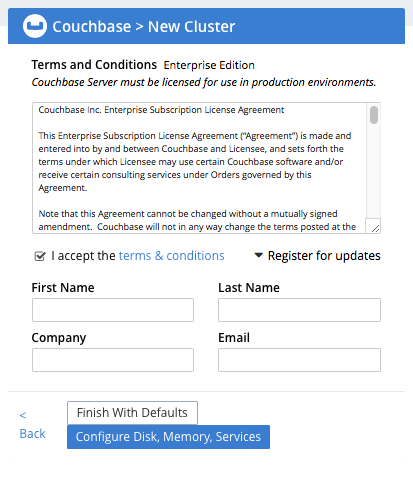 Couchbase > New Cluster
Terms and Conditions Enterprise Edition
Couchbase Server must be licensed for use in production environments.
Couchbase Inc. Enterprise Subscription License Agreement
This Enterprise Subscription License Agreement (“Agreement”) is made and
entered into by and between Couchbase and Licensee, and sets forth the
terms under which Licensee may use certain Couchbase software and/or
receive certain consulting services under Orders governed by this
Agreement.
Note that this Agreement cannot be changed without a mutually signed
amendment. Couchbase will not in any way change the terms posted at the
I accept the terms & conditions
Register for updates
First Name
Last Name
Company
Email
< Back
Finish With Defaults
Configure Disk, Memory, Services